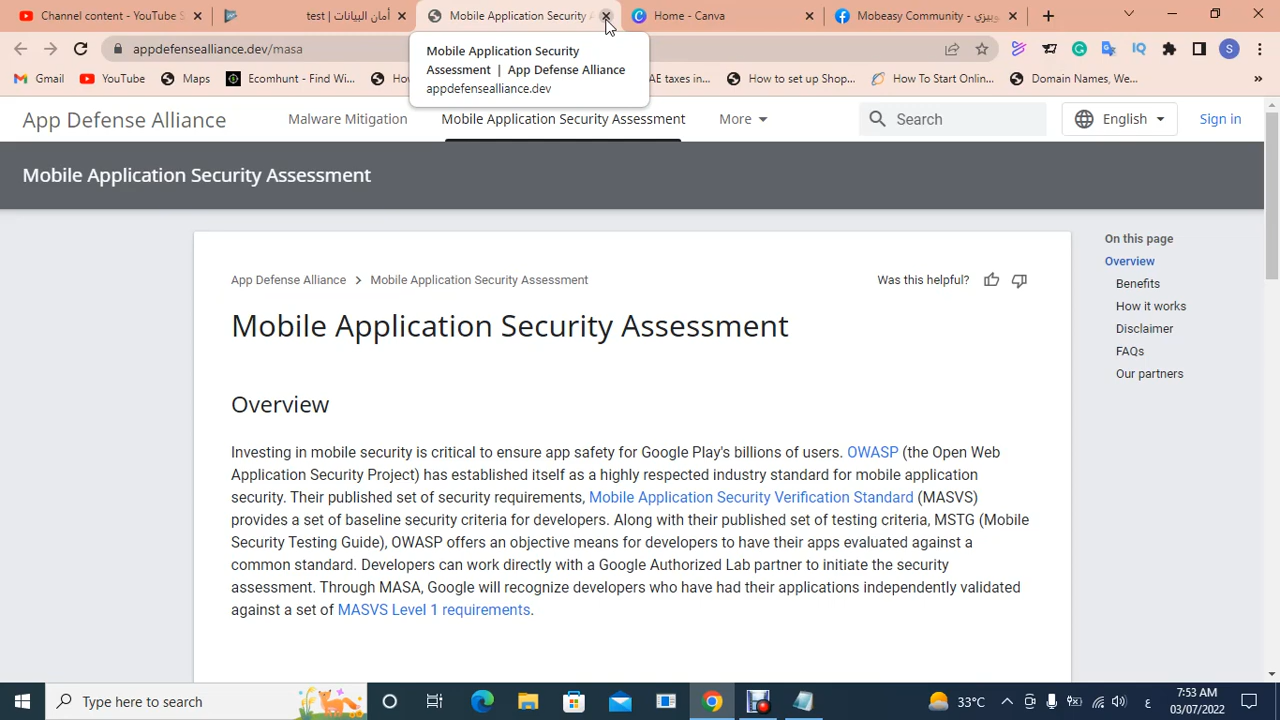 Channel content - YouTube S
أمان البيانات | test
Mobile Application Security A
Home - Canva
Mobeasy Community - موبيزي
appdefensealliance.dev/masa
Gmail
YouTube
Maps
Ecomhunt - Find Wi...
How
AE taxes in...
How to set up Shop...
How To Start Onlin...
Domain Names, We...
Mobile Application Security
Assessment | App Defense Alliance
appdefensealliance.dev
App Defense Alliance
Malware Mitigation
Mobile Application Security Assessment
More
Search
English
Sign in
Mobile Application Security Assessment
App Defense Alliance > Mobile Application Security Assessment
Was this helpful?
Mobile Application Security Assessment
Overview
Investing in mobile security is critical to ensure app safety for Google Play's billions of users. OWASP (the Open Web
Application Security Project) has established itself as a highly respected industry standard for mobile application
security. Their published set of security requirements, Mobile Application Security Verification Standard (MASVS)
provides a set of baseline security criteria for developers. Along with their published set of testing criteria, MSTG (Mobile
Security Testing Guide), OWASP offers an objective means for developers to have their apps evaluated against a
common standard. Developers can work directly with a Google Authorized Lab partner to initiate the security
assessment. Through MASA, Google will recognize developers who have had their applications independently validated
against a set of MASVS Level 1 requirements.
On this page
Overview
Benefits
How it works
Disclaimer
FAQs
Our partners
Type here to search
33°C
ع
7:53 AM
03/07/2022